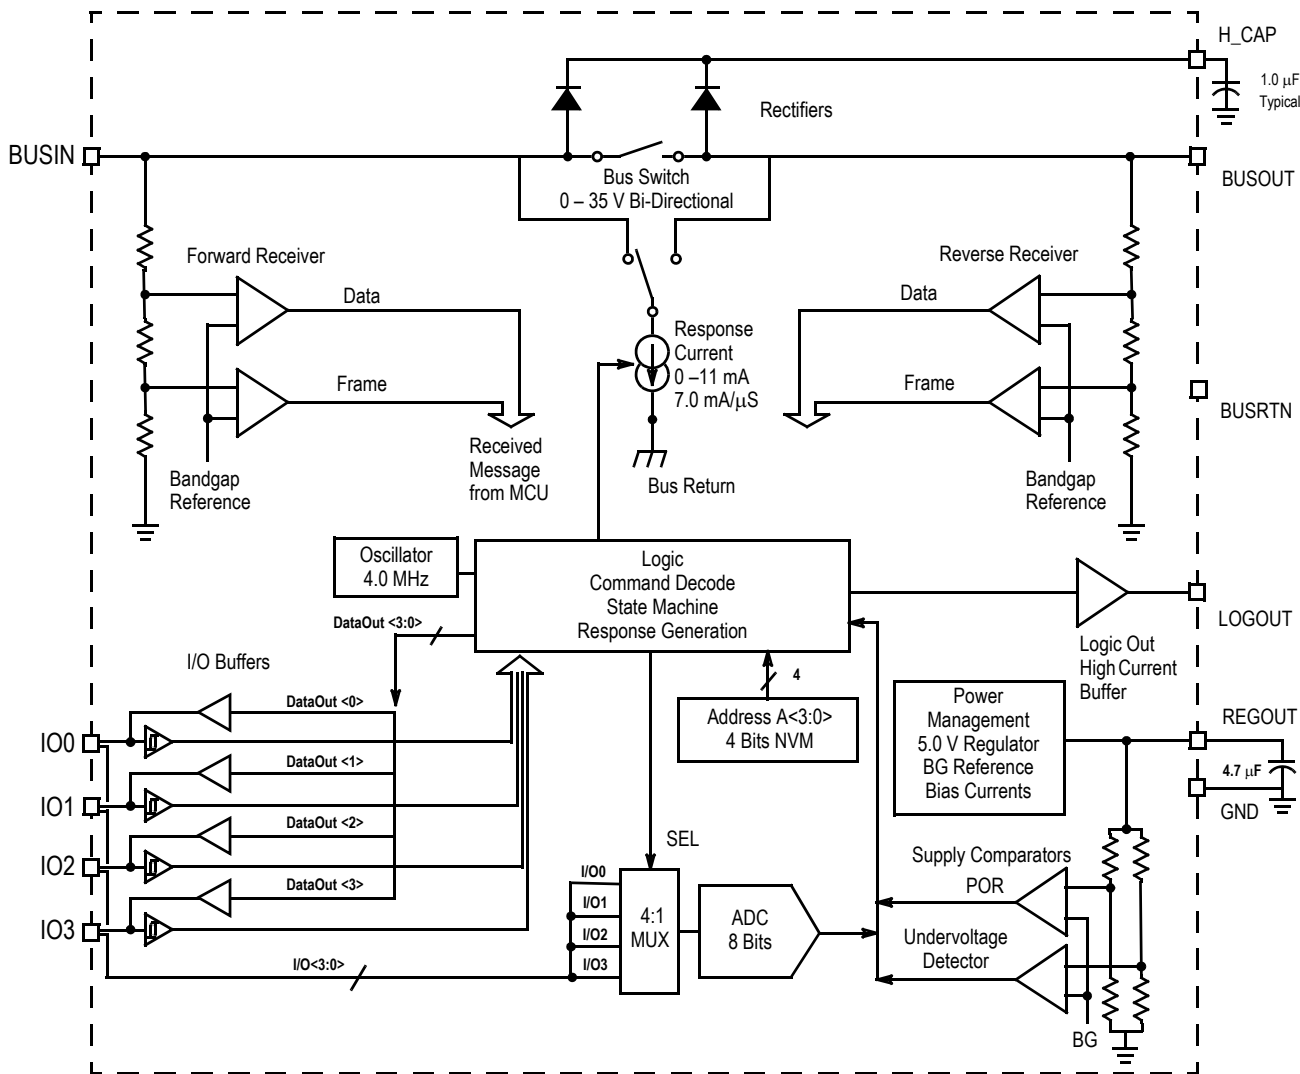 H_CAP
1.0 μF
Typical
Rectifiers
BUSIN
Bus Switch
0 – 35 V Bi-Directional
BUSOUT
Forward Receiver
Reverse Receiver
Data
Data
Response
Current
0 –11 mA
7.0 mA/μS
Frame
Frame
BUSRTN
Received
Message
from MCU
Bandgap
Reference
Bus Return
Bandgap
Reference
Oscillator
4.0 MHz
Logic
Command Decode
State Machine
Response Generation
DataOut <3:0>
LOGOUT
Logic Out
High Current
Buffer
I/O Buffers
4
DataOut <0>
Address A<3:0>
4 Bits NVM
Power
Management
5.0 V Regulator
BG Reference
Bias Currents
REGOUT
IO0
DataOut <1>
4.7 μF
IO1
GND
DataOut <2>
SEL
IO2
Supply Comparators
POR
DataOut <3>
I/O0
I/O1
I/O2
I/O3
4:1
MUX
ADC
8 Bits
IO3
Undervoltage
Detector
I/O<3:0>
BG